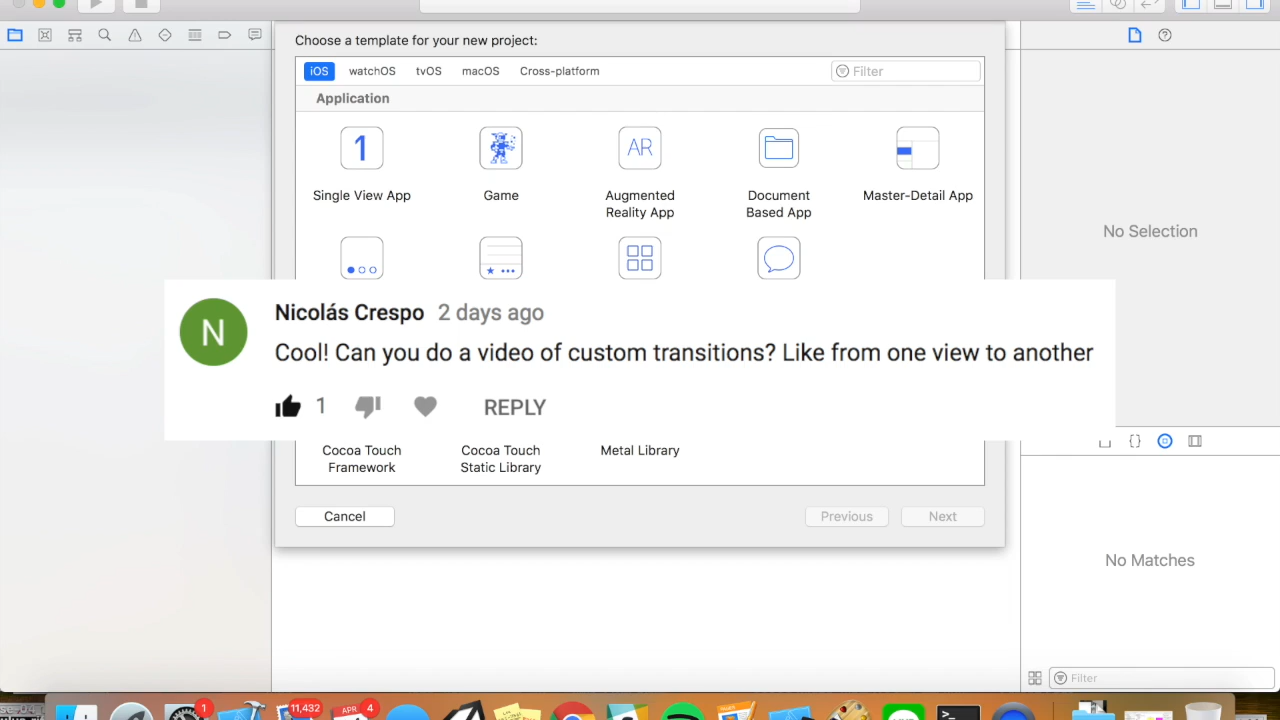 Choose a template for your new project:
iOS watchOS tvOS macOS Cross-platform Filter
Application
1
AR
Single View App Game Augmented Reality App Document Based App Master-Detail App
No Selection
N
Nicolás Crespo 2 days ago
Cool! Can you do a video of custom transitions? Like from one view to another
1 REPLY
{}
Cocoa Touch Framework Cocoa Touch Static Library Metal Library
Cancel Previous Next
No Matches
Filter
1 11,432 APR 4